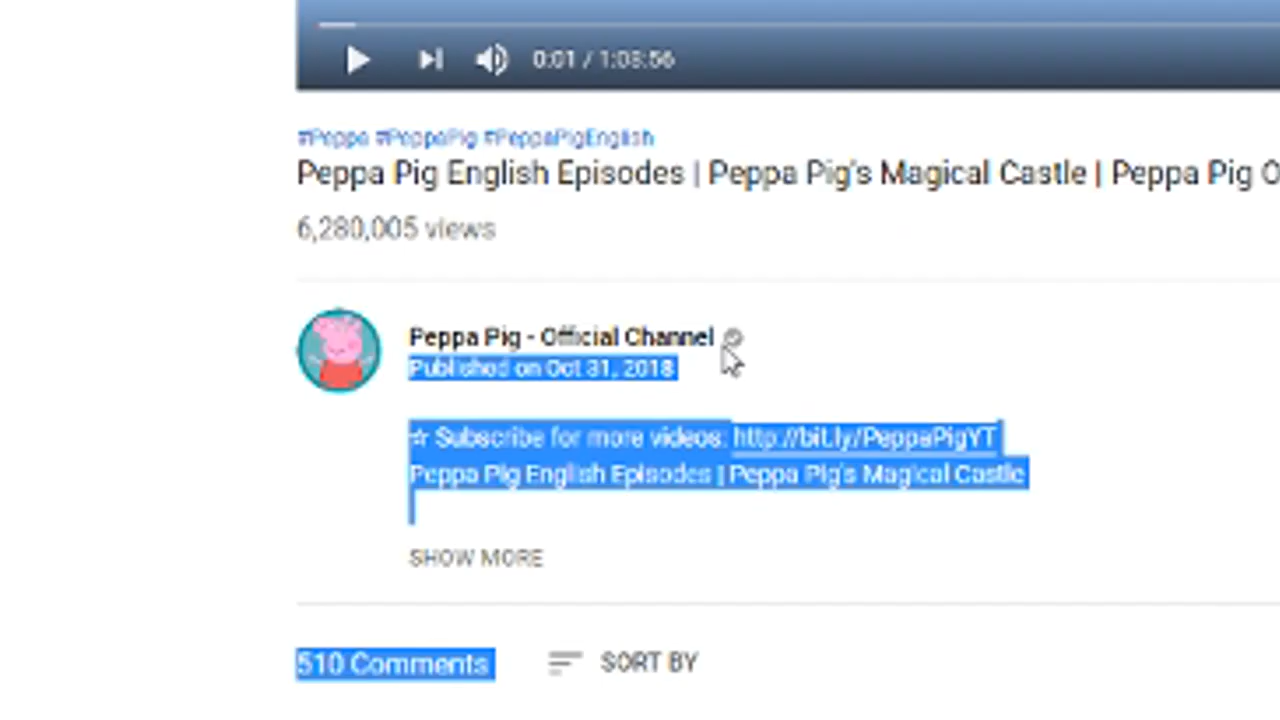 0:01 / 1:08:56
#Peppa #PeppaPig #PeppaPigEnglish
Peppa Pig English Episodes | Peppa Pig's Magical Castle | Peppa Pig O
6,280,005 views
Peppa Pig - Official Channel
Published on Oct 31, 2018
☆ Subscribe for more videos: http://bit.ly/PeppaPigYT
Peppa Pig English Episodes | Peppa Pig's Magical Castle
SHOW MORE
510 Comments
SORT BY